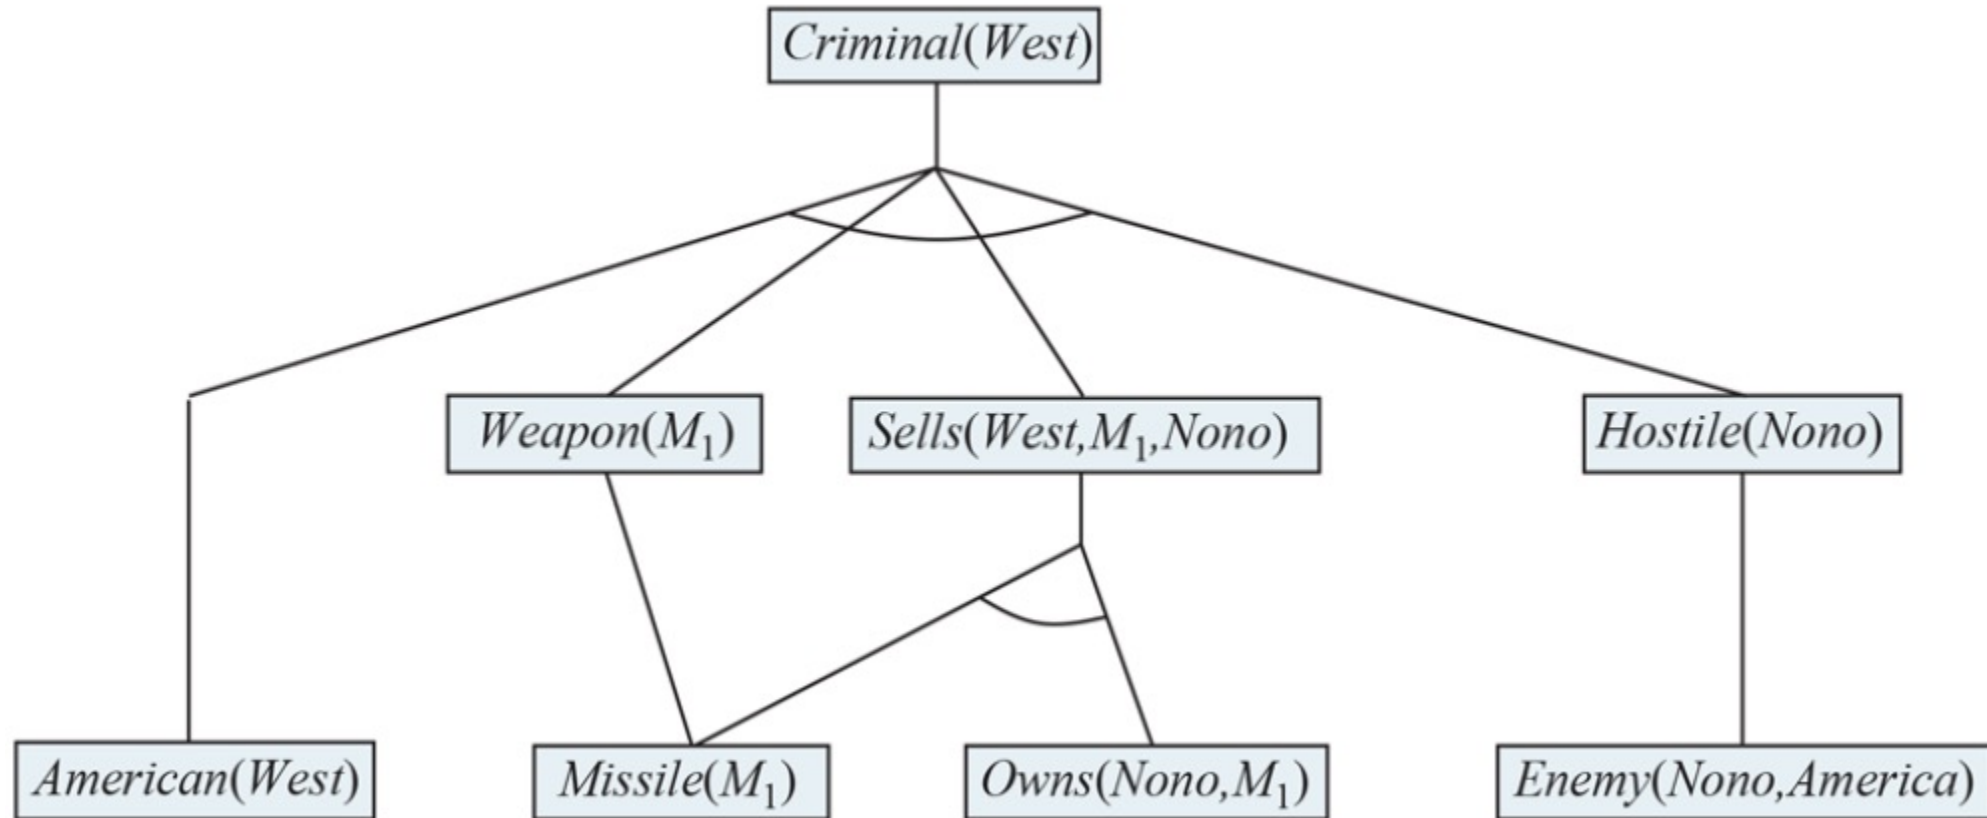 Criminal(West)
Weapon(M₁)
Sells(West,M₁,Nono)
Hostile(Nono)
American(West)
Missile(M₁)
Owns(Nono,M₁)
Enemy(Nono,America)